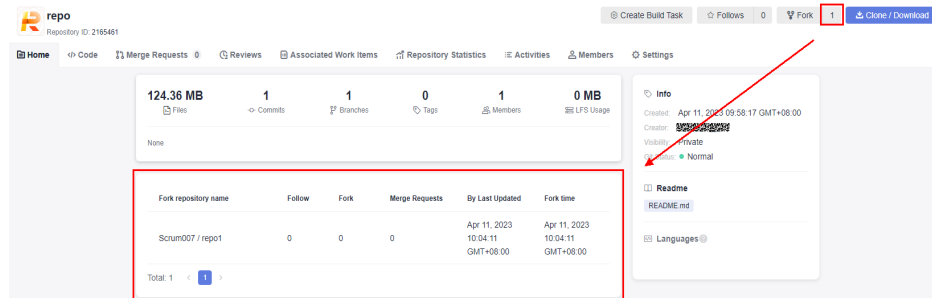 repo
Repository ID: 2165461
Create Build Task
Follows 0
Fork 1
Clone / Download
Home
Code
Merge Requests 0
Reviews
Associated Work Items
Repository Statistics
Activities
Members
Settings
124.36 MB
Files
1
Commits
1
Branches
0
Tags
1
Members
0 MB
LFS Usage
None
Fork repository name Follow Fork Merge Requests By Last Updated Fork time
Scrum007 / repo1 0 0 0 Apr 11, 2023 10:04:11 GMT+08:00 Apr 11, 2023 10:04:11 GMT+08:00
Total: 1 < 1 >
Info
Created: Apr 11, 2023 09:58:17 GMT+08:00
Creator:
Visibility: Private
Status: Normal
Readme
README.md
Languages